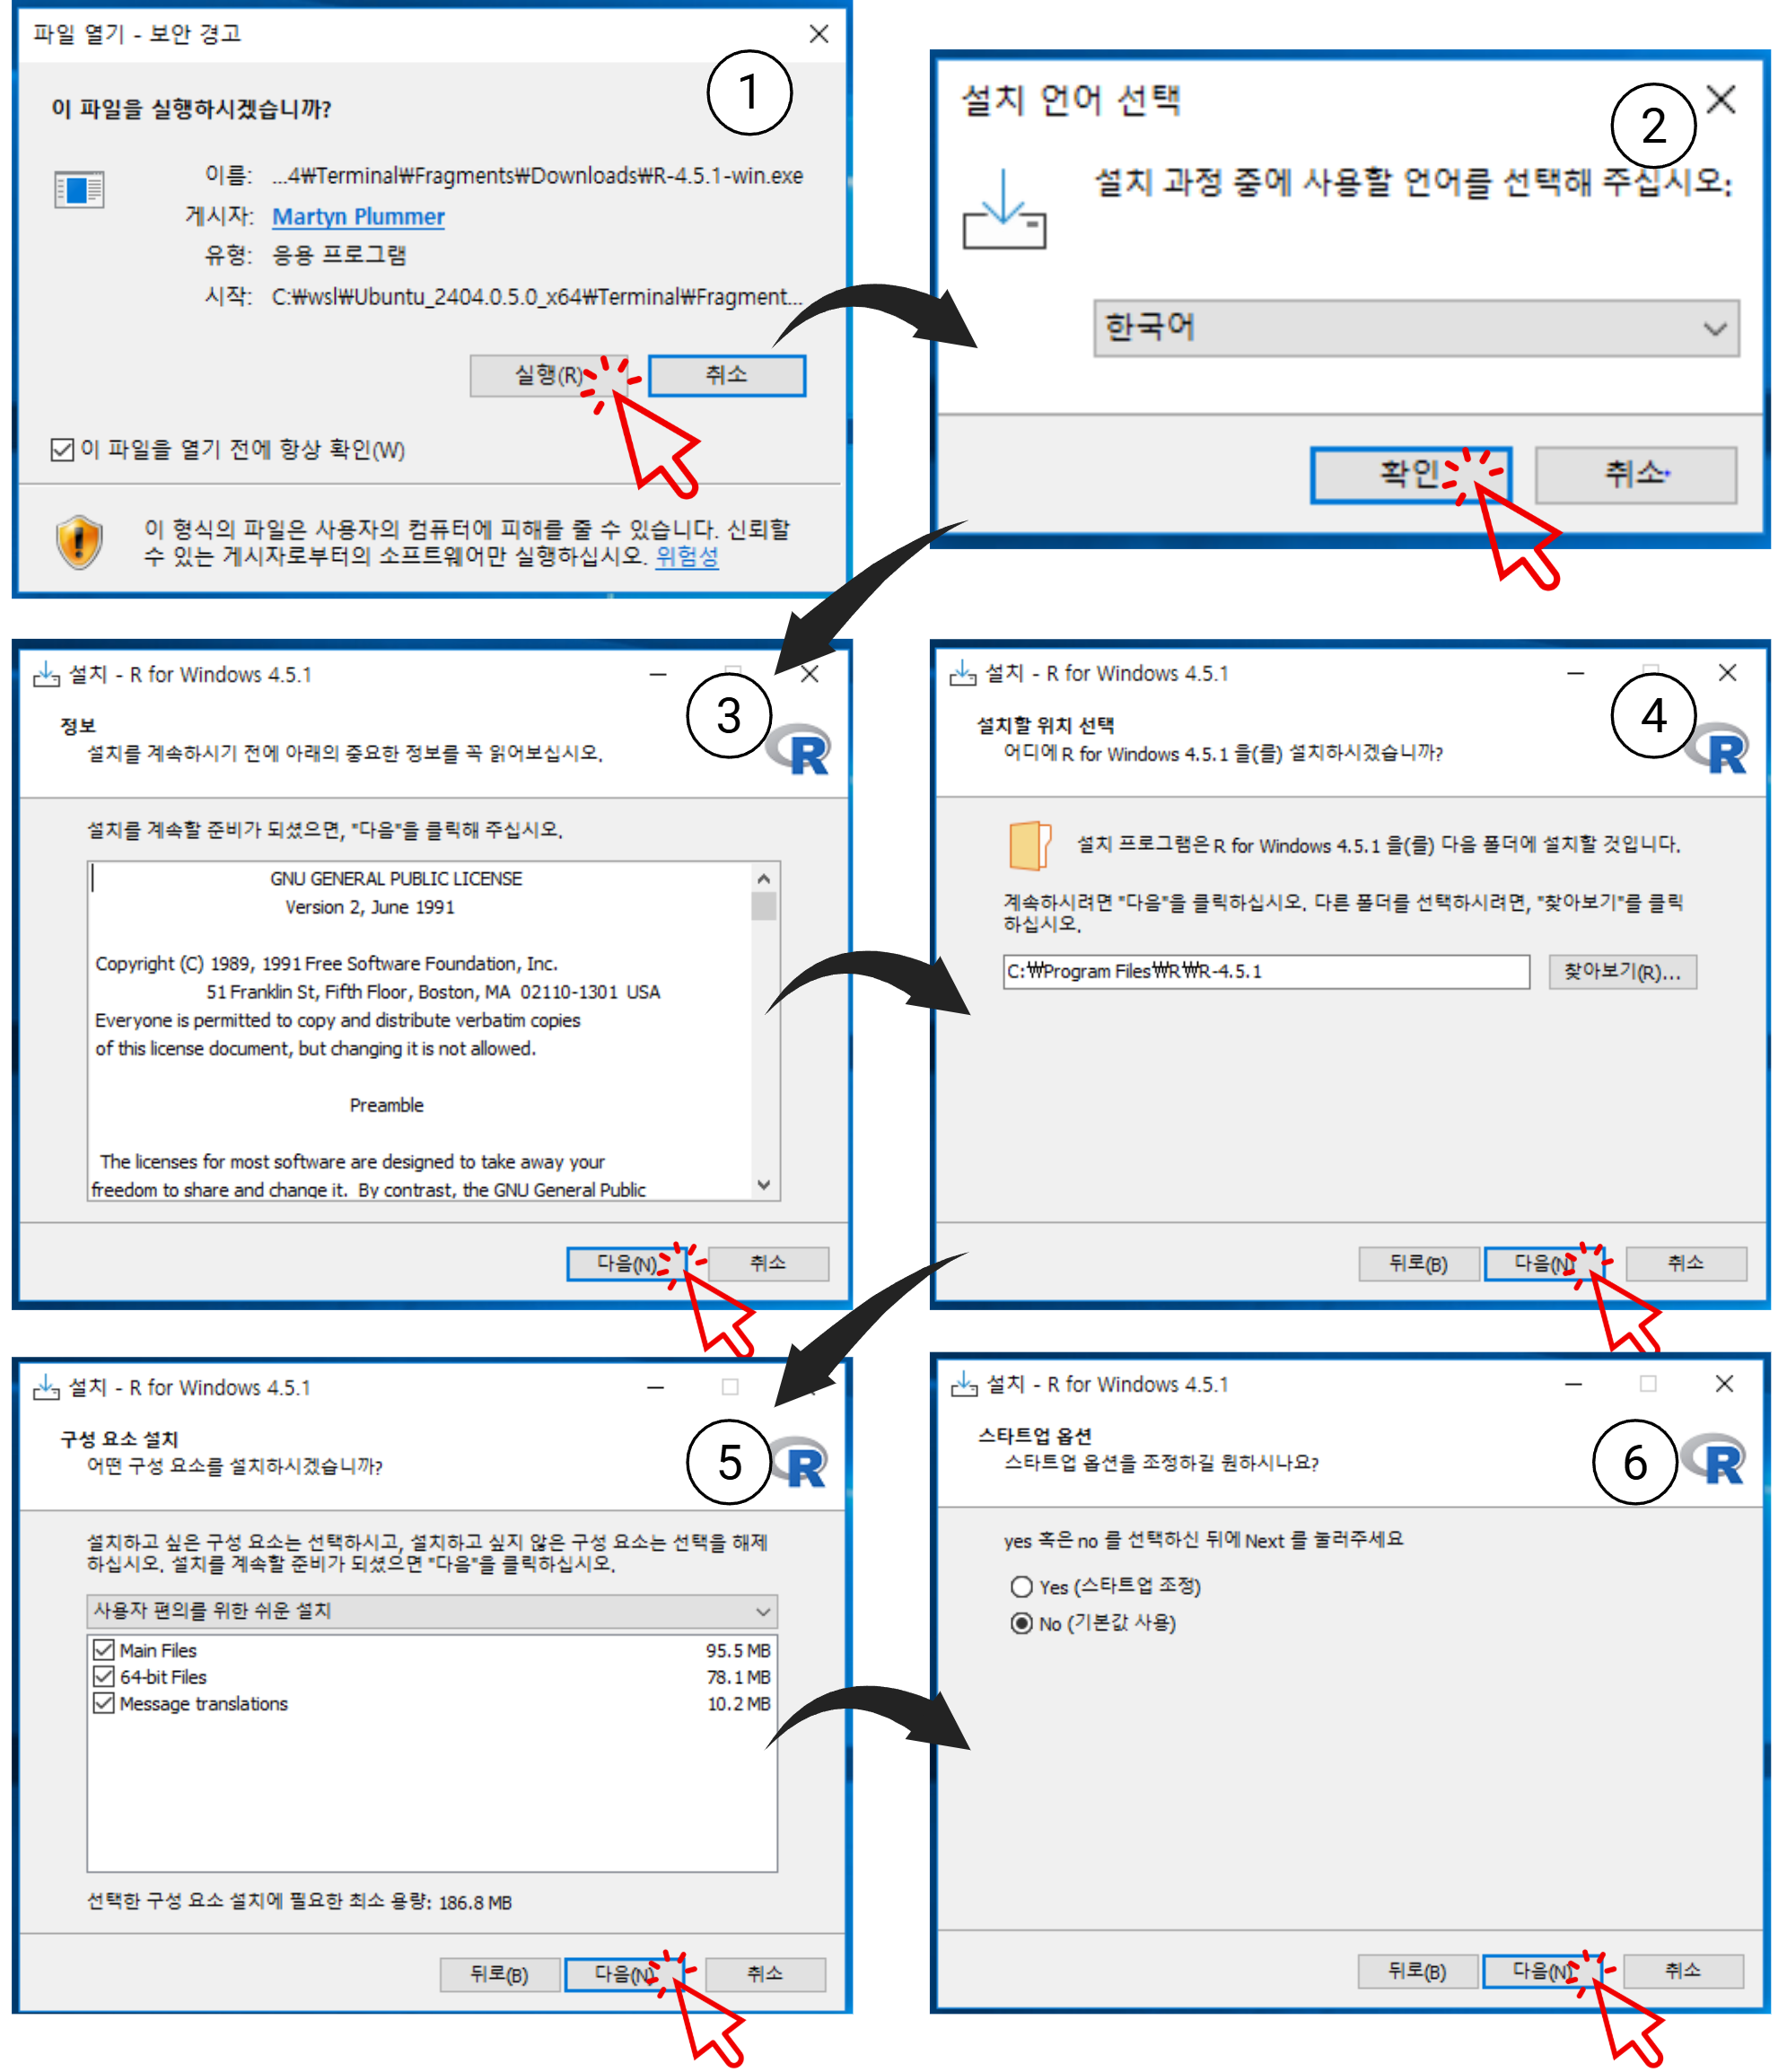 파일 열기 - 보안 경고
1
이 파일을 실행하시겠습니까?
이름: ...4₩Terminal₩Fragments₩Downloads₩R-4.5.1-win.exe
게시자: Martyn Plummer
유형: 응용 프로그램
시작: C:₩wsl₩Ubuntu_2404.0.5.0_x64₩Terminal₩Fragment...
실행(R) 취소
이 파일을 열기 전에 항상 확인(W)
이 형식의 파일은 사용자의 컴퓨터에 피해를 줄 수 있습니다. 신뢰할
수 있는 게시자로부터의 소프트웨어만 실행하십시오. 위험성
설치 언어 선택
2
설치 과정 중에 사용할 언어를 선택해 주십시오:
한국어
확인 취소
설치 - R for Windows 4.5.1
3
정보
설치를 계속하시기 전에 아래의 중요한 정보를 꼭 읽어보십시오.
R
설치를 계속할 준비가 되셨으면, "다음"을 클릭해 주십시오.
GNU GENERAL PUBLIC LICENSE
Version 2, June 1991
Copyright (C) 1989, 1991 Free Software Foundation, Inc.
51 Franklin St, Fifth Floor, Boston, MA 02110-1301 USA
Everyone is permitted to copy and distribute verbatim copies
of this license document, but changing it is not allowed.
Preamble
The licenses for most software are designed to take away your
freedom to share and change it. By contrast, the GNU General Public
다음(N) 취소
설치 - R for Windows 4.5.1
4
설치할 위치 선택
어디에 R for Windows 4.5.1 을(를) 설치하시겠습니까?
R
설치 프로그램은 R for Windows 4.5.1 을(를) 다음 폴더에 설치할 것입니다.
계속하시려면 "다음"을 클릭하십시오. 다른 폴더를 선택하시려면, "찾아보기"를 클릭
하십시오.
C:₩Program Files₩R₩R-4.5.1 찾아보기(R)...
뒤로(B) 다음(N) 취소
설치 - R for Windows 4.5.1
5
구성 요소 설치
어떤 구성 요소를 설치하시겠습니까?
R
설치하고 싶은 구성 요소는 선택하시고, 설치하고 싶지 않은 구성 요소는 선택을 해제
하십시오. 설치를 계속할 준비가 되셨으면 "다음"을 클릭하십시오.
사용자 편의를 위한 쉬운 설치
Main Files 95.5 MB
64-bit Files 78.1 MB
Message translations 10.2 MB
선택한 구성 요소 설치에 필요한 최소 용량: 186.8 MB
뒤로(B) 다음(N) 취소
설치 - R for Windows 4.5.1
6
스타트업 옵션
스타트업 옵션을 조정하길 원하시나요?
R
yes 혹은 no 를 선택하신 뒤에 Next 를 눌러주세요
Yes (스타트업 조정)
No (기본값 사용)
뒤로(B) 다음(N) 취소